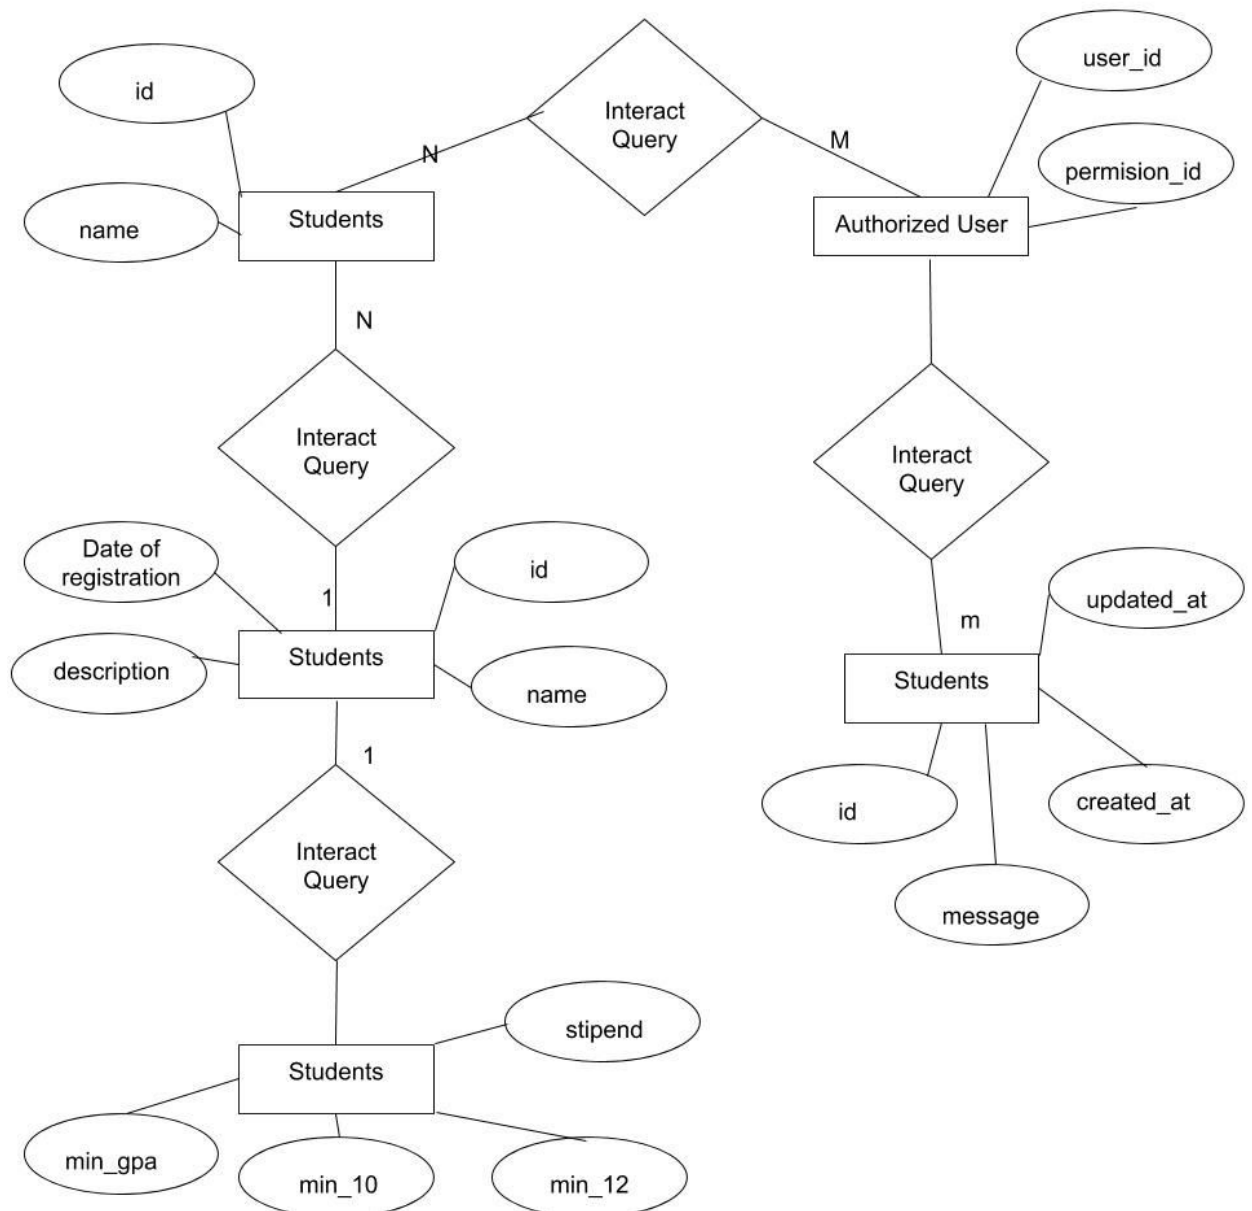 user_id
id
Interact
Query
N
M
permision_id
name
Students
Authorized User
N
Interact
Query
Interact
Query
Date of
registration
id
1
updated_at
m
description
Students
name
Students
1
id
created_at
Interact
Query
message
stipend
Students
min_gpa
min_10
min_12